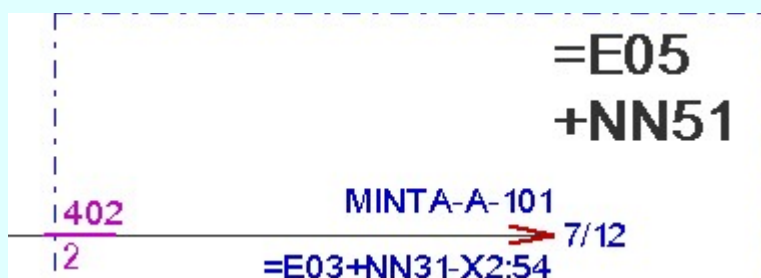 =E05
+NN51
402
MINTA-A-101
7/12
2
=E03+NN31-X2:54